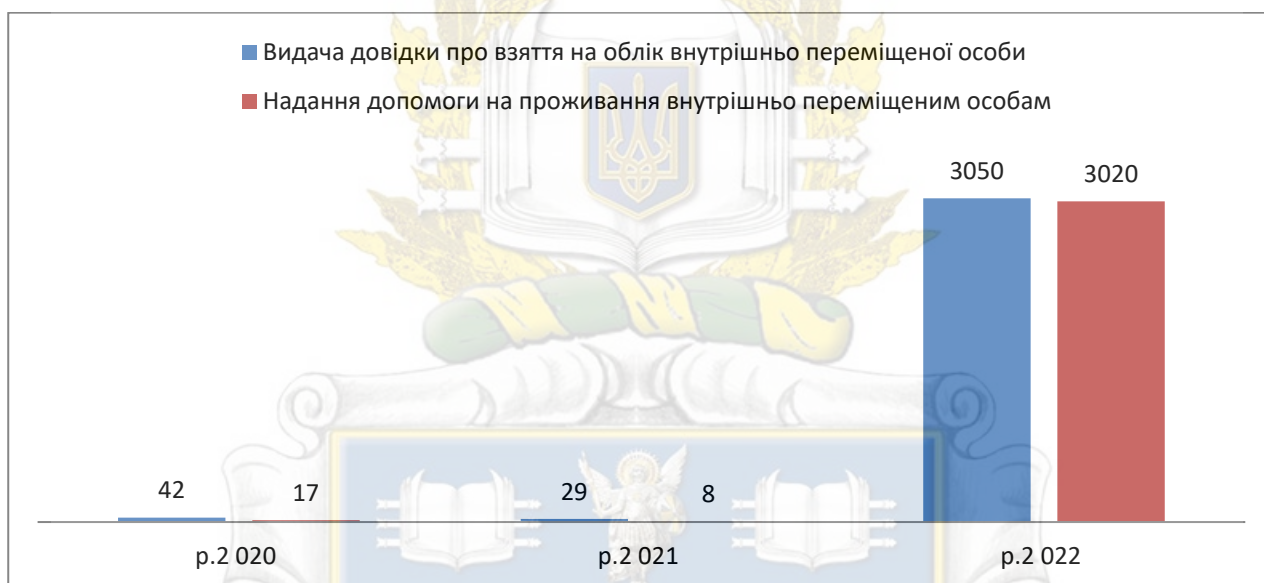 Видача довідки про взяття на облік внутрішньо переміщеної особи
Надання допомоги на проживання внутрішньо переміщеним особам
3050 3020
42 17 29 8
р.2 020 р.2 021 р.2 022